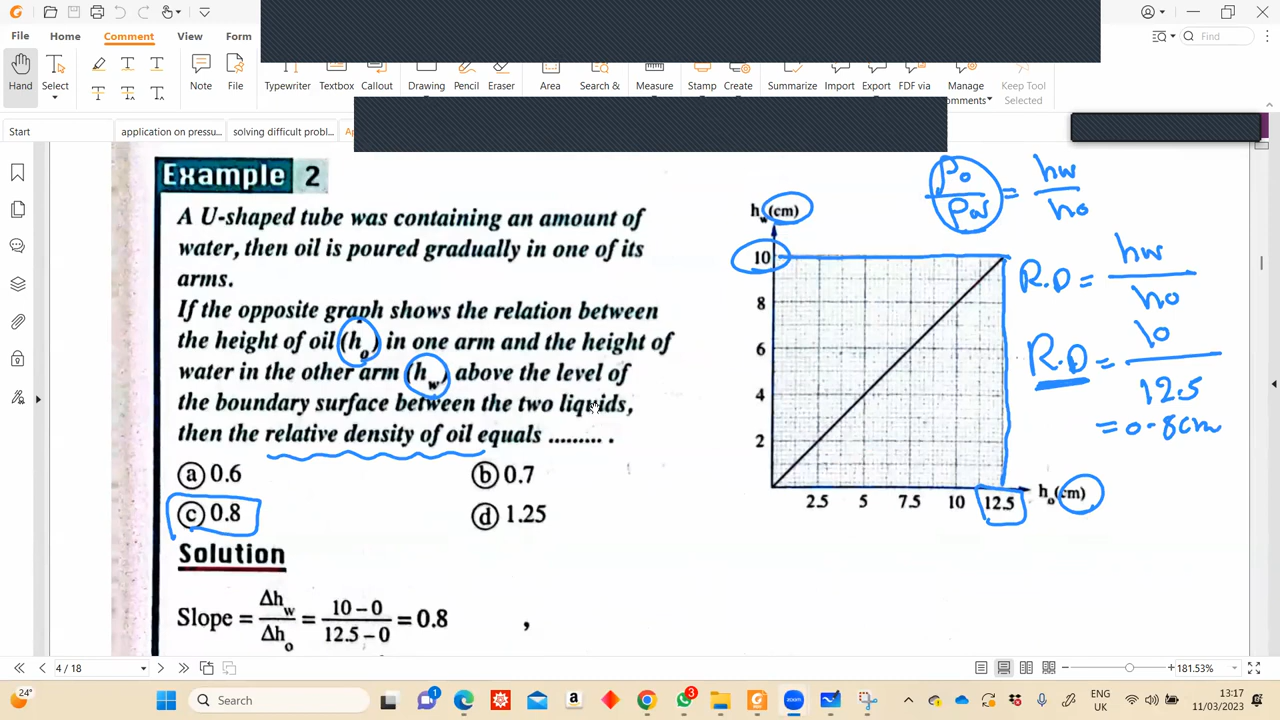 File Home Comment View Form
Find
Hand Select Note File Typewriter Textbox Callout Drawing Pencil Eraser Area Search & Measure Stamp Create Summarize Import Export FDF via Manage Comments Keep Tool Selected
Start application on pressu... solving difficult probl... Ap
Example 2
A U-shaped tube was containing an amount of
water, then oil is poured gradually in one of its
arms.
If the opposite graph shows the relation between
the height of oil (hₒ) in one arm and the height of
water in the other arm (h_w) above the level of
the boundary surface between the two liquids,
then the relative density of oil equals ......... .
ⓐ 0.6 ⓑ 0.7
ⓒ 0.8 ⓓ 1.25
Solution
Slope = Δh_w/Δhₒ = 10 – 0/12.5 – 0 = 0.8 ,
h_w(cm)
10
8
6
4
2
2.5 5 7.5 10 12.5 hₒ(cm)
ρo/ρw = hw/ho
R.D = hw/ho
R.D = 10/12.5
= 0.8cm
4 / 18 181.53%
24° Search 1 3 ENG UK 13:17 11/03/2023